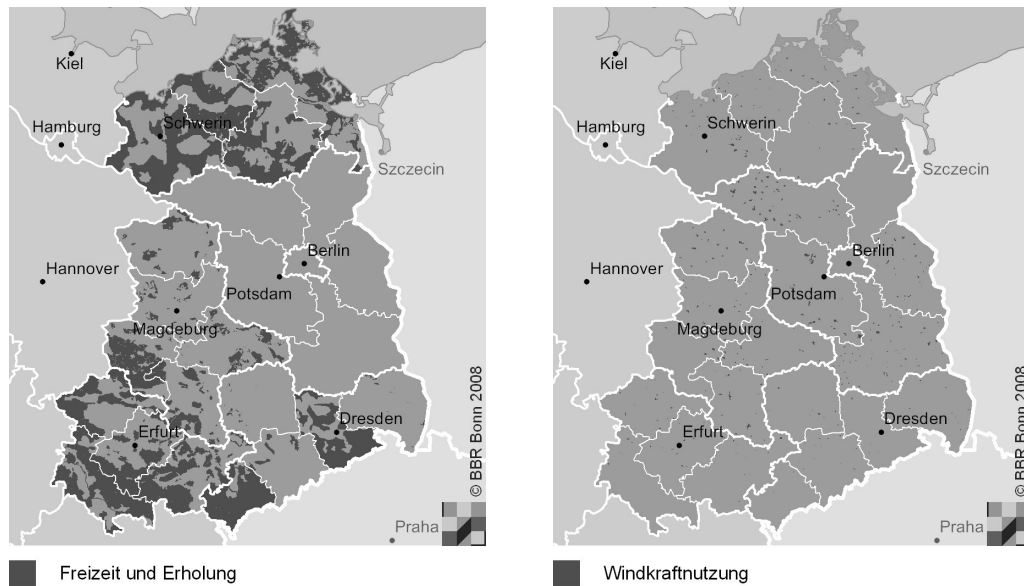 Kiel
Hamburg
Schwerin
Szczecin
Hannover
Berlin
Potsdam
Magdeburg
Erfurt
Dresden
Praha
© BBR Bonn 2008
Freizeit und Erholung
Kiel
Hamburg
Schwerin
Szczecin
Hannover
Berlin
Potsdam
Magdeburg
Erfurt
Dresden
Praha
© BBR Bonn 2008
Windkraftnutzung